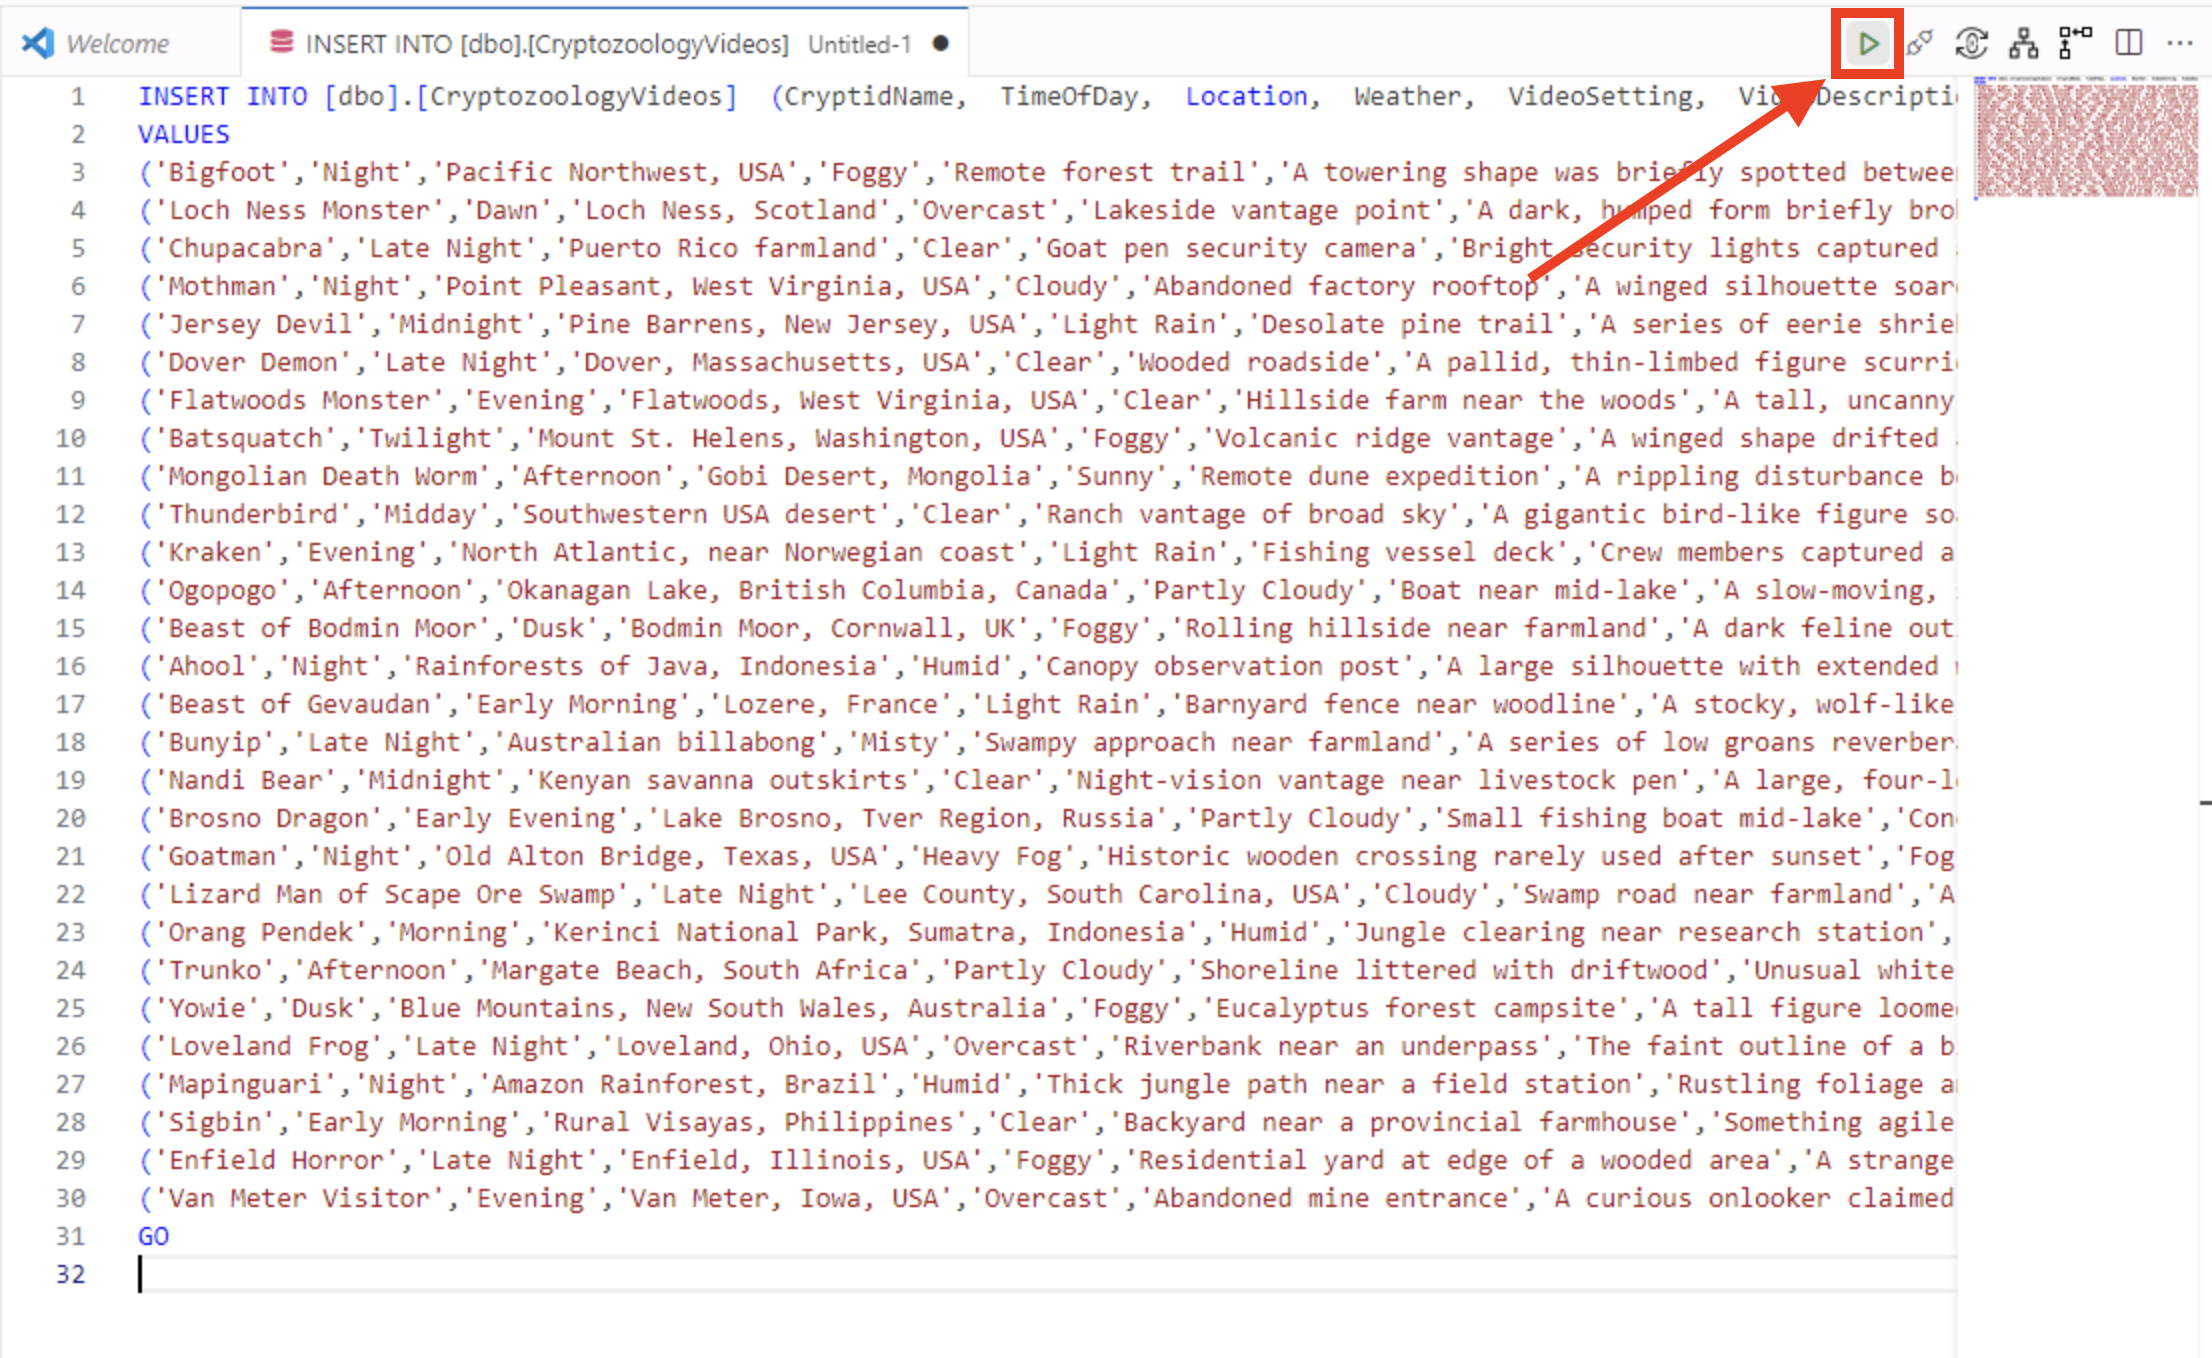 Welcome
INSERT INTO [dbo].[CryptozoologyVideos] Untitled-1
1 INSERT INTO [dbo].[CryptozoologyVideos] (CryptidName, TimeOfDay, Location, Weather, VideoSetting,
2 VALUES
3 ('Bigfoot','Night','Pacific Northwest, USA','Foggy','Remote forest trail','A towering shape was briefly spotted between
4 ('Loch Ness Monster','Dawn','Loch Ness, Scotland','Overcast','Lakeside vantage point','A dark, humped form briefly
5 ('Chupacabra','Late Night','Puerto Rico farmland','Clear','Goat pen security camera','Bright security lights captured
6 ('Mothman','Night','Point Pleasant, West Virginia, USA','Cloudy','Abandoned factory rooftop','A winged silhouette
7 ('Jersey Devil','Midnight','Pine Barrens, New Jersey, USA','Light Rain','Desolate pine trail','A series of eerie
8 ('Dover Demon','Late Night','Dover, Massachusetts, USA','Clear','Wooded roadside','A pallid, thin-limbed figure
9 ('Flatwoods Monster','Evening','Flatwoods, West Virginia, USA','Clear','Hillside farm near the woods','A tall, uncanny
10 ('Batsquatch','Twilight','Mount St. Helens, Washington, USA','Foggy','Volcanic ridge vantage','A winged shape drifted
11 ('Mongolian Death Worm','Afternoon','Gobi Desert, Mongolia','Sunny','Remote dune expedition','A rippling disturbance
12 ('Thunderbird','Midday','Southwestern USA desert','Clear','Ranch vantage of broad sky','A gigantic bird-like figure
13 ('Kraken','Evening','North Atlantic, near Norwegian coast','Light Rain','Fishing vessel deck','Crew members captured a
14 ('Ogopogo','Afternoon','Okanagan Lake, British Columbia, Canada','Partly Cloudy','Boat near mid-lake','A slow-moving,
15 ('Beast of Bodmin Moor','Dusk','Bodmin Moor, Cornwall, UK','Foggy','Rolling hillside near farmland','A dark feline
16 ('Ahool','Night','Rainforests of Java, Indonesia','Humid','Canopy observation post','A large silhouette with extended
17 ('Beast of Gevaudan','Early Morning','Lozere, France','Light Rain','Barnyard fence near woodline','A stocky, wolf-like
18 ('Bunyip','Late Night','Australian billabong','Misty','Swampy approach near farmland','A series of low groans
19 ('Nandi Bear','Midnight','Kenyan savanna outskirts','Clear','Night-vision vantage near livestock pen','A large,
20 ('Brosno Dragon','Early Evening','Lake Brosno, Tver Region, Russia','Partly Cloudy','Small fishing boat mid-lake','
21 ('Goatman','Night','Old Alton Bridge, Texas, USA','Heavy Fog','Historic wooden crossing rarely used after sunset','Fog
22 ('Lizard Man of Scape Ore Swamp','Late Night','Lee County, South Carolina, USA','Cloudy','Swamp road near farmland','A
23 ('Orang Pendek','Morning','Kerinci National Park, Sumatra, Indonesia','Humid','Jungle clearing near research station',
24 ('Trunko','Afternoon','Margate Beach, South Africa','Partly Cloudy','Shoreline littered with driftwood','Unusual white
25 ('Yowie','Dusk','Blue Mountains, New South Wales, Australia','Foggy','Eucalyptus forest campsite','A tall figure
26 ('Loveland Frog','Late Night','Loveland, Ohio, USA','Overcast','Riverbank near an underpass','The faint outline of a
27 ('Mapinguari','Night','Amazon Rainforest, Brazil','Humid','Thick jungle path near a field station','Rustling foliage
28 ('Sigbin','Early Morning','Rural Visayas, Philippines','Clear','Backyard near a provincial farmhouse','Something agile
29 ('Enfield Horror','Late Night','Enfield, Illinois, USA','Foggy','Residential yard at edge of a wooded area','A strange
30 ('Van Meter Visitor','Evening','Van Meter, Iowa, USA','Overcast','Abandoned mine entrance','A curious onlooker claimed
31 GO
32